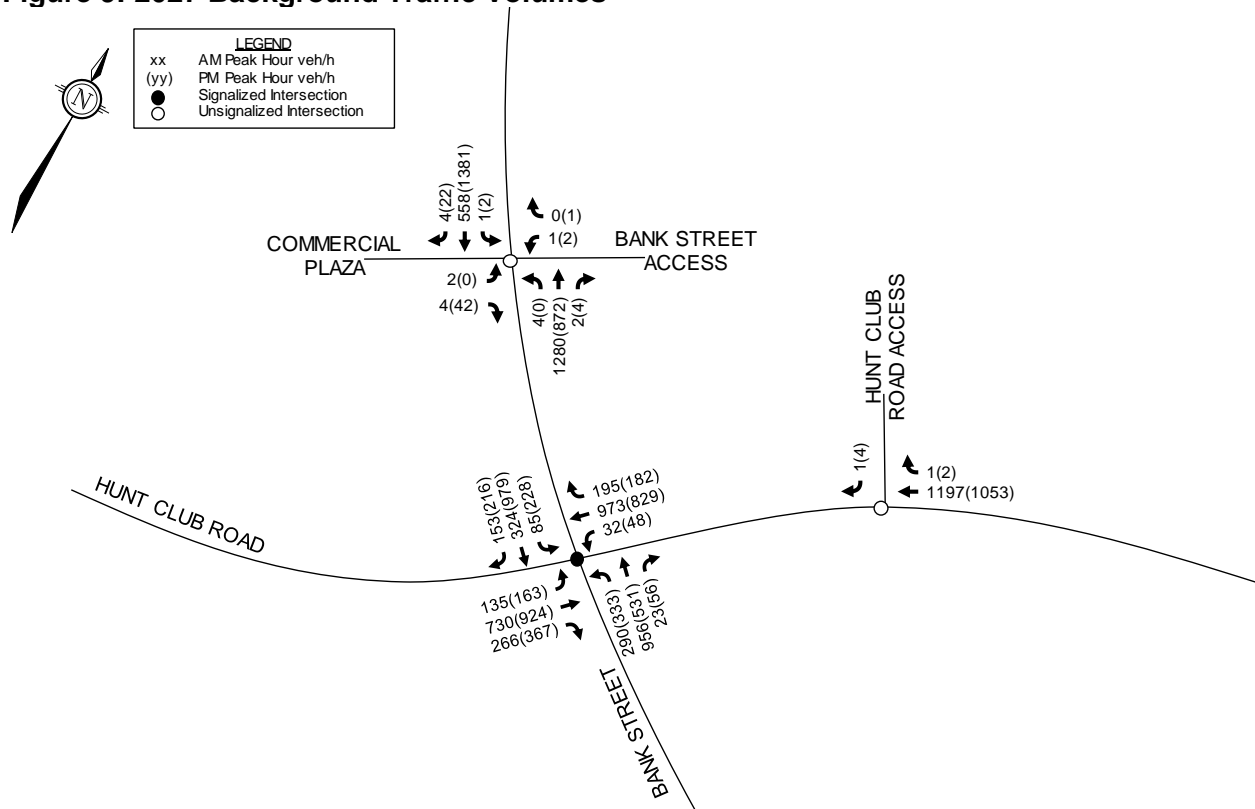 Figure 9: 2027 Background Traffic Volumes
LEGEND
xx AM Peak Hour veh/h
(yy) PM Peak Hour veh/h
Signalized Intersection
Unsignalized Intersection
N
4(22)
558(1381)
1(2)
0(1)
1(2)
COMMERCIAL
PLAZA
BANK STREET
ACCESS
2(0)
4(42)
4(0)
1280(872)
2(4)
HUNT CLUB
ROAD ACCESS
1(4)
1(2)
1197(1053)
HUNT CLUB ROAD
153(216)
324(979)
85(228)
195(182)
973(829)
32(48)
135(163)
730(924)
266(367)
290(333)
956(531)
23(56)
BANK STREET